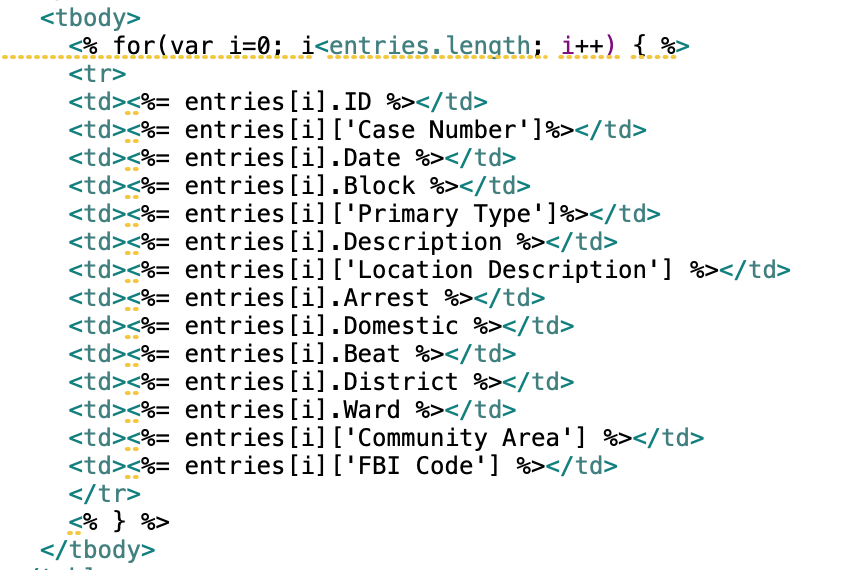 <tbody>
<% for(var i=0; i<entries.length; i++) { %>
<tr>
<td><%= entries[i].ID %></td>
<td><%= entries[i]['Case Number']%></td>
<td><%= entries[i].Date %></td>
<td><%= entries[i].Block %></td>
<td><%= entries[i]['Primary Type']%></td>
<td><%= entries[i].Description %></td>
<td><%= entries[i]['Location Description'] %></td>
<td><%= entries[i].Arrest %></td>
<td><%= entries[i].Domestic %></td>
<td><%= entries[i].Beat %></td>
<td><%= entries[i].District %></td>
<td><%= entries[i].Ward %></td>
<td><%= entries[i]['Community Area'] %></td>
<td><%= entries[i]['FBI Code'] %></td>
</tr>
<% } %>
</tbody>